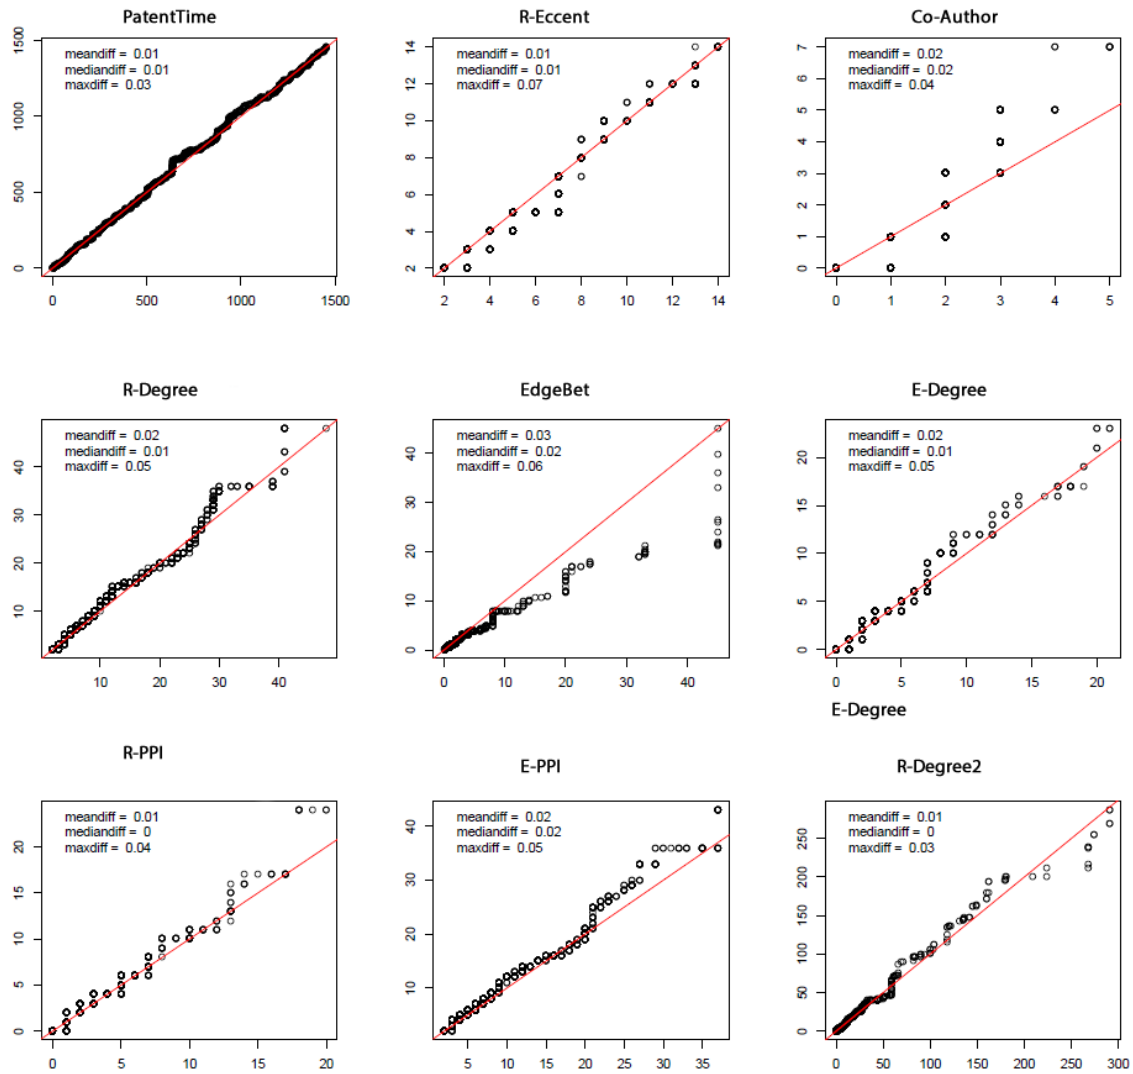 PatentTime
meandiff = 0.01
mediandiff = 0.01
maxdiff = 0.03
1500
1000
500
0
0 500 1000 1500
R-Eccent
meandiff = 0.01
mediandiff = 0.01
maxdiff = 0.07
14
12
10
8
6
4
2
2 4 6 8 10 12 14
Co-Author
meandiff = 0.02
mediandiff = 0.02
maxdiff = 0.04
7
6
5
4
3
2
1
0
0 1 2 3 4 5
R-Degree
meandiff = 0.02
mediandiff = 0.01
maxdiff = 0.05
40
30
20
10
10 20 30 40
EdgeBet
meandiff = 0.03
mediandiff = 0.02
maxdiff = 0.06
40
30
20
10
0
0 10 20 30 40
E-Degree
meandiff = 0.02
mediandiff = 0.01
maxdiff = 0.05
20
15
10
5
0
0 5 10 15 20
E-Degree
R-PPI
meandiff = 0.01
mediandiff = 0
maxdiff = 0.04
20
15
10
5
0
0 5 10 15 20
E-PPI
meandiff = 0.02
mediandiff = 0.02
maxdiff = 0.05
40
30
20
10
0
0 5 10 15 20 25 30 35
R-Degree2
meandiff = 0.01
mediandiff = 0
maxdiff = 0.03
250
200
150
100
50
0
0 50 100 150 200 250 300